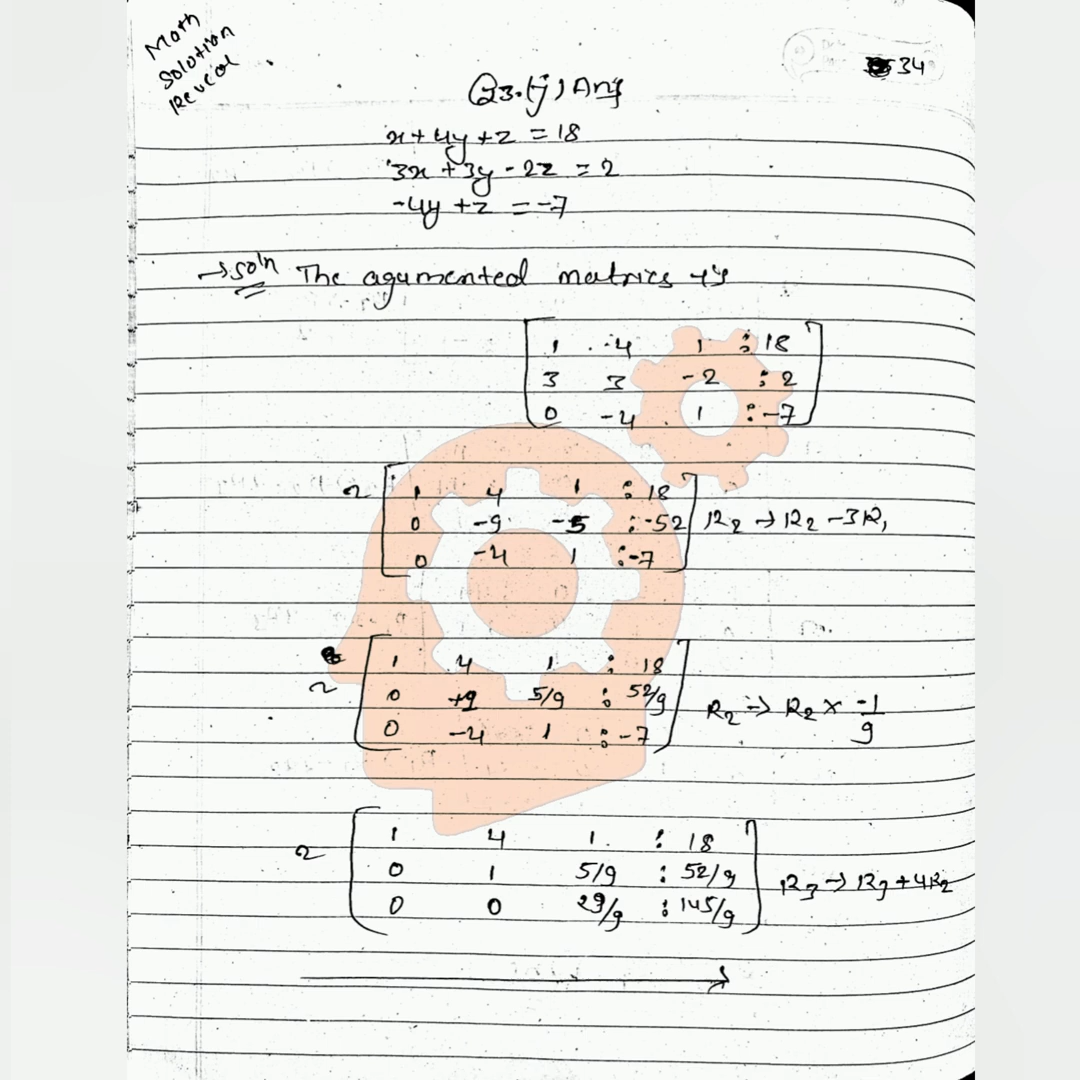 Math
Solution
Reveal
34
Q3.(j) Ans
x + 4y + z = 18
3x + 3y - 2z = 2
-4y + z = -7
→ Soln The agumented matrics is
1 4 1 : 18
3 3 -2 : 2
0 -4 1 : -7
~ 1 4 1 : 18
0 -9 -5 : -52 R2 → R2 - 3R1
0 -4 1 : -7
1 4 1 : 18
~ 0 +9 5/9 : 52/9 R2 → R2 × -1/9
0 -4 1 : -7
~ 1 4 1 : 18
0 1 5/9 : 52/9 R3 → R3 + 4R2
0 0 29/9 : 145/9